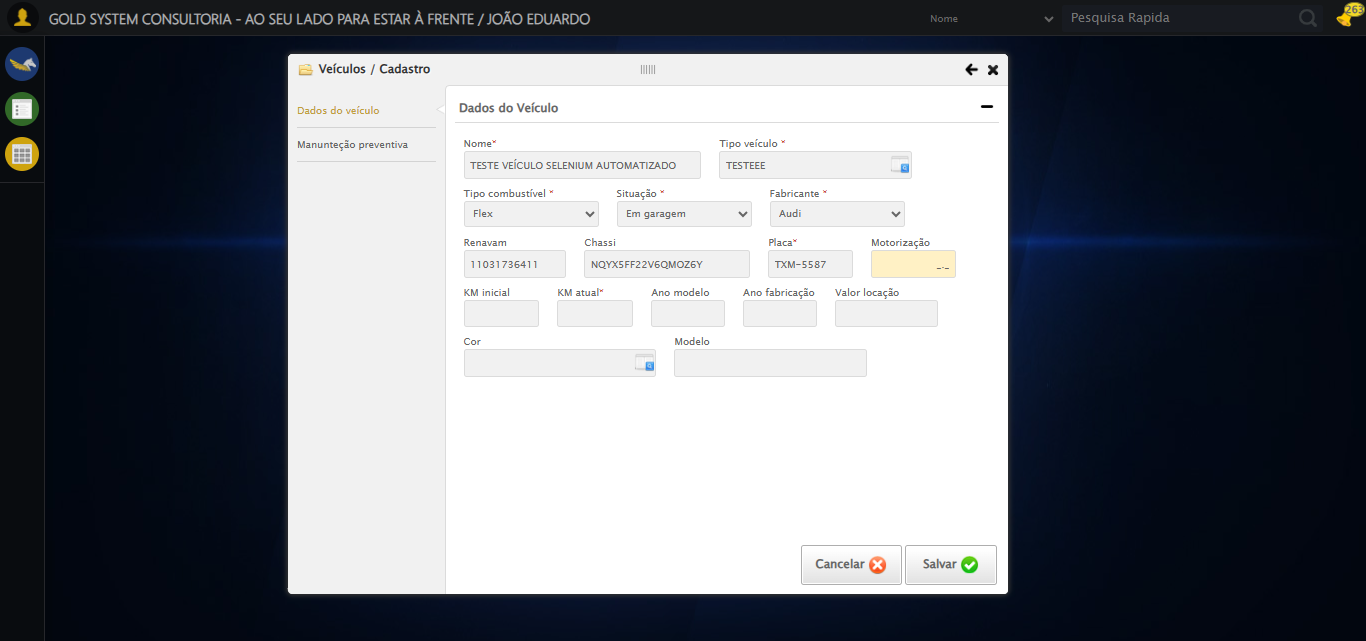 GOLD SYSTEM CONSULTORIA - AO SEU LADO PARA ESTAR À FRENTE / JOÃO EDUARDO
Nome
Pesquisa Rapida
263
Veículos / Cadastro
Dados do veículo
Manunteção preventiva
Dados do Veículo
Nome*
Tipo veículo *
TESTE VEÍCULO SELENIUM AUTOMATIZADO
TESTEEE
Tipo combustível *
Situação *
Fabricante *
Flex
Em garagem
Audi
Renavam
Chassi
Placa*
Motorização
11031736411
NQYX5FF22V6QMOZ6Y
TXM-5587
_._
KM inicial
KM atual*
Ano modelo
Ano fabricação
Valor locação
Cor
Modelo
Cancelar
Salvar